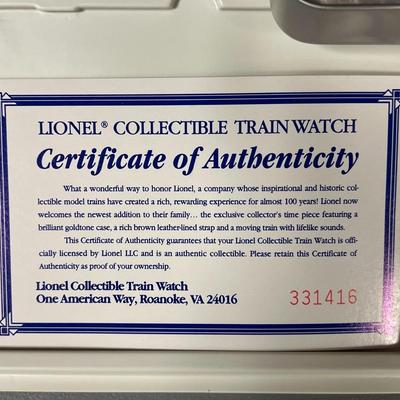 LIONEL® COLLECTIBLE TRAIN WATCH
Certificate of Authenticity
What a wonderful way to honor Lionel, a company whose inspirational and historic col-
lectible model trains have created a rich, rewarding experience for almost 100 years! Lionel now
welcomes the newest addition to their family... the exclusive collector's time piece featuring a
brilliant goldtone case, a rich brown leather-lined strap and a moving train with lifelike sounds.
This Certificate of Authenticity guarantees that your Lionel Collectible Train Watch is offi-
cially licensed by Lionel LLC and is an authentic collectible. Please retain this Certificate of
Authenticity as proof of your ownership.
Lionel Collectible Train Watch
One American Way, Roanoke, VA 24016
331416